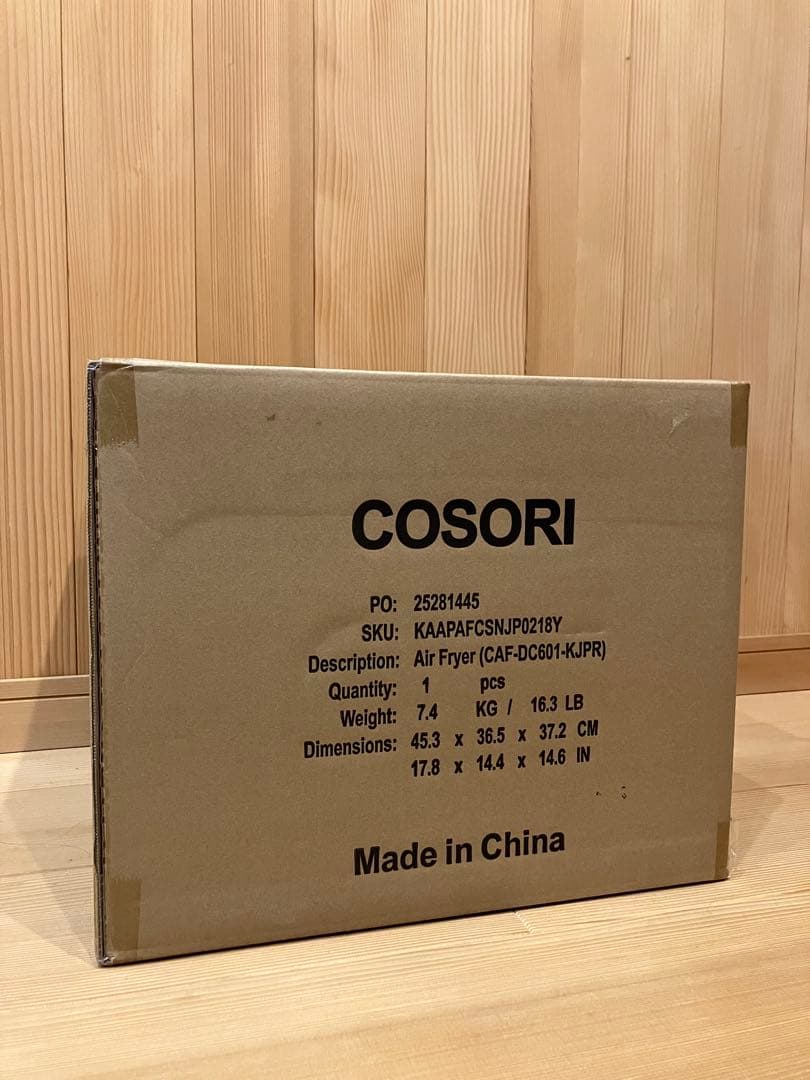 COSORI
PO: 25281445
SKU: KAAPAFCSNJP0218Y
Description: Air Fryer (CAF-DC601-KJPR)
Quantity: 1 pcs
Weight: 7.4 KG / 16.3 LB
Dimensions: 45.3 x 36.5 x 37.2 CM
17.8 x 14.4 x 14.6 IN
Made in China